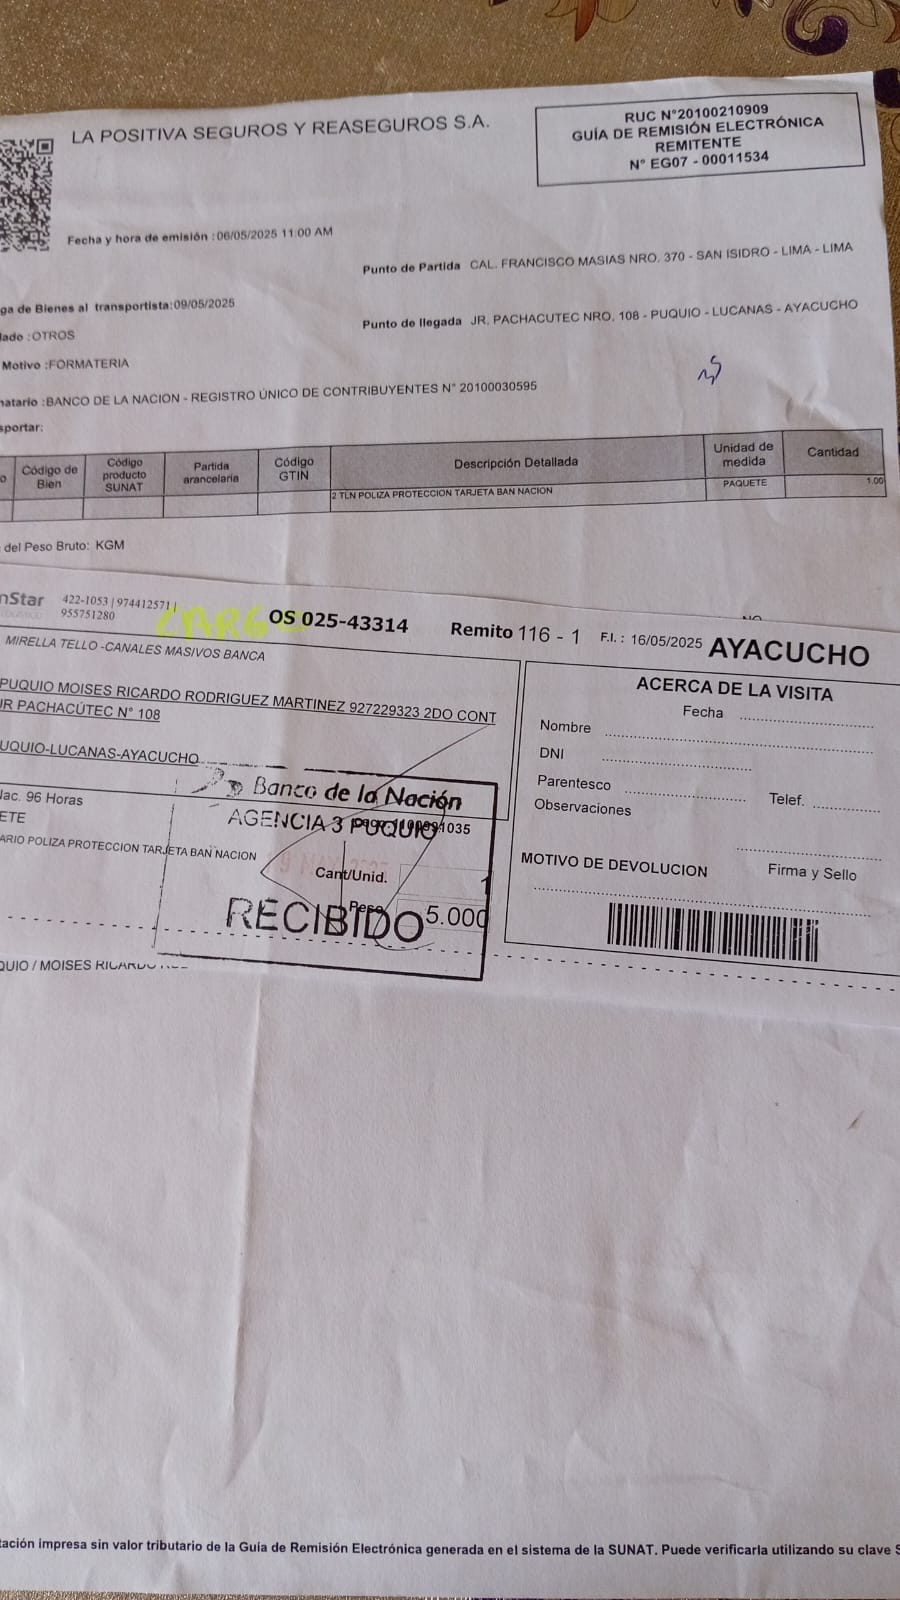 LA POSITIVA SEGUROS Y REASEGUROS S.A.
RUC N°20100210909
GUÍA DE REMISIÓN ELECTRÓNICA
REMITENTE
N° EG07 - 00011534
Fecha y hora de emisión :06/05/2025 11:00 AM
Punto de Partida CAL. FRANCISCO MASIAS NRO. 370 - SAN ISIDRO - LIMA - LIMA
ga de Bienes al transportista:09/05/2025
Punto de llegada JR. PACHACUTEC NRO. 108 - PUQUIO - LUCANAS - AYACUCHO
lado :OTROS
Motivo :FORMATERIA
natario :BANCO DE LA NACION - REGISTRO ÚNICO DE CONTRIBUYENTES N° 20100030595
sportar:
o Código de Bien Código producto SUNAT Partida arancelaria Código GTIN Descripción Detallada Unidad de medida Cantidad
2 TLN POLIZA PROTECCION TARJETA BAN NACION PAQUETE 1.00
del Peso Bruto: KGM
nStar 422-1053 | 974412571 |
955751280
CARGO
OS 025-43314 Remito 116 - 1 F.I. : 16/05/2025 AYACUCHO
MIRELLA TELLO -CANALES MASIVOS BANCA
PUQUIO MOISES RICARDO RODRIGUEZ MARTINEZ 927229323 2DO CONT
JR PACHACÚTEC N° 108
UQUIO-LUCANAS-AYACUCHO
Nac. 96 Horas
ETE
ARIO POLIZA PROTECCION TARJETA BAN NACION
Banco de la Nación
AGENCIA 3 PUQUIO
1035
Cant/Unid. 1
Peso 5.000
RECIBIDO
ACERCA DE LA VISITA
Fecha
Nombre
DNI
Parentesco
Telef.
Observaciones
MOTIVO DE DEVOLUCION
Firma y Sello
QUIO / MOISES RICARDO
tación impresa sin valor tributario de la Guía de Remisión Electrónica generada en el sistema de la SUNAT. Puede verificarla utilizando su clave S